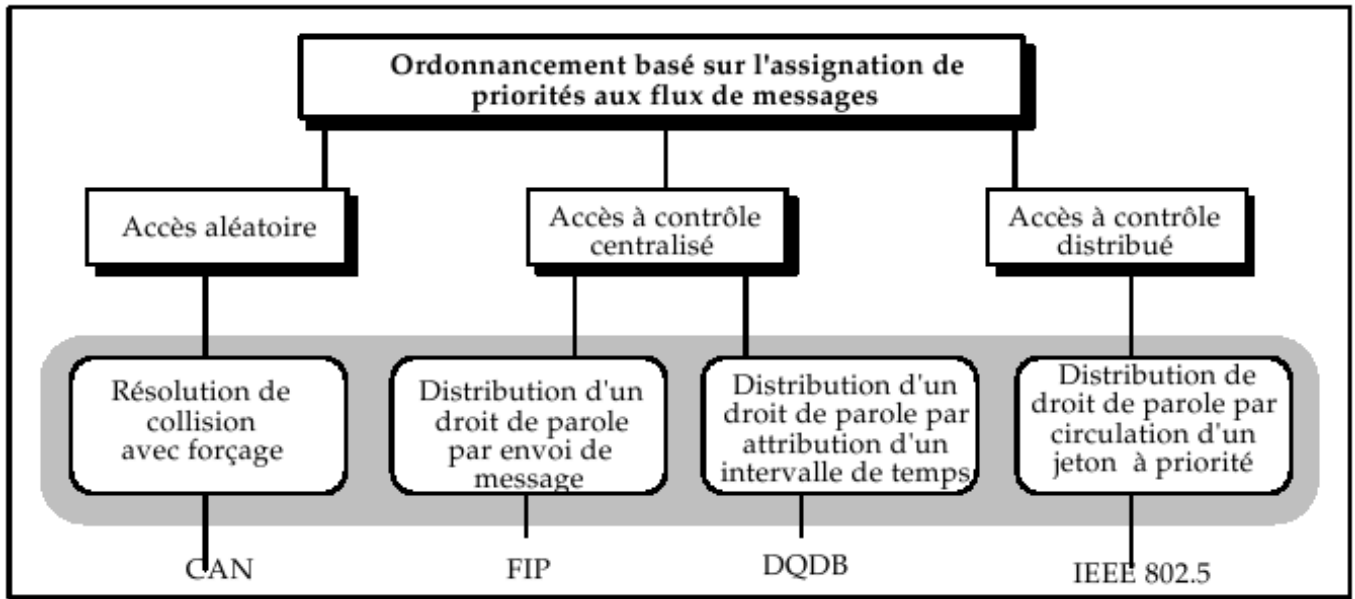 Ordonnancement basé sur l'assignation de
priorités aux flux de messages
Accès aléatoire
Accès à contrôle
centralisé
Accès à contrôle
distribué
Résolution de
collision
avec forçage
Distribution d'un
droit de parole
par envoi de
message
Distribution d'un
droit de parole par
attribution d'un
intervalle de temps
Distribution de
droit de parole par
circulation d'un
jeton à priorité
CAN
FIP
DQDB
IEEE 802.5